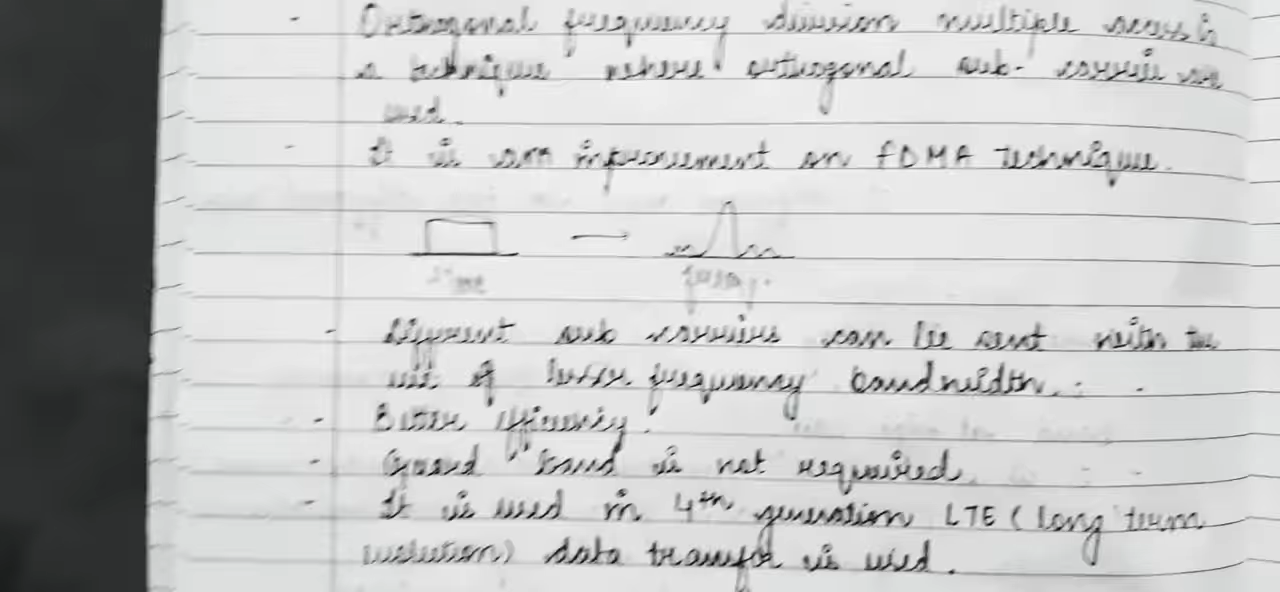 - Orthogonal frequency division multiple access is
a technique where orthogonal sub-carrier are
used.
- It is an improvement on FDMA technique.
Time
- different sub carriers can be sent with the
use of lesser frequency bandwidth.
- Better efficiency.
- Guard band is not required.
- It is used in 4th generation LTE (long term
evolution) data transfer is used.